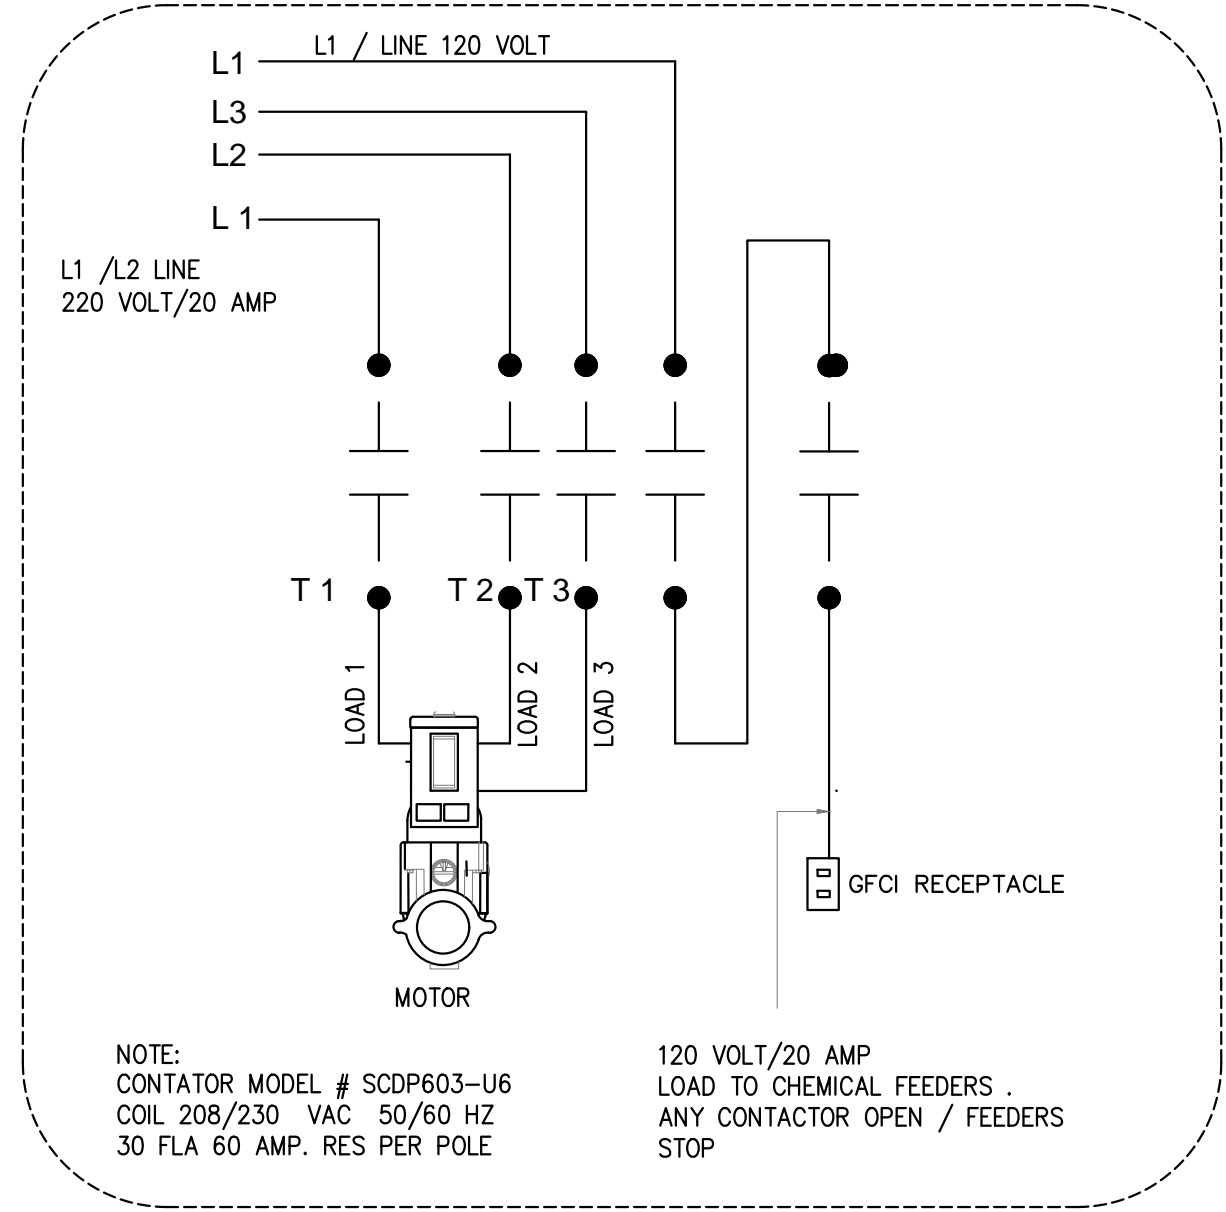 L1 / LINE 120 VOLT
L1
L3
L2
L 1
L1 /L2 LINE
220 VOLT/20 AMP
T 1
T 2
T 3
LOAD 1
LOAD 2
LOAD 3
GFCI RECEPTACLE
MOTOR
NOTE:
CONTATOR MODEL # SCDP603-U6
COIL 208/230 VAC 50/60 HZ
30 FLA 60 AMP. RES PER POLE
120 VOLT/20 AMP
LOAD TO CHEMICAL FEEDERS .
ANY CONTACTOR OPEN / FEEDERS
STOP